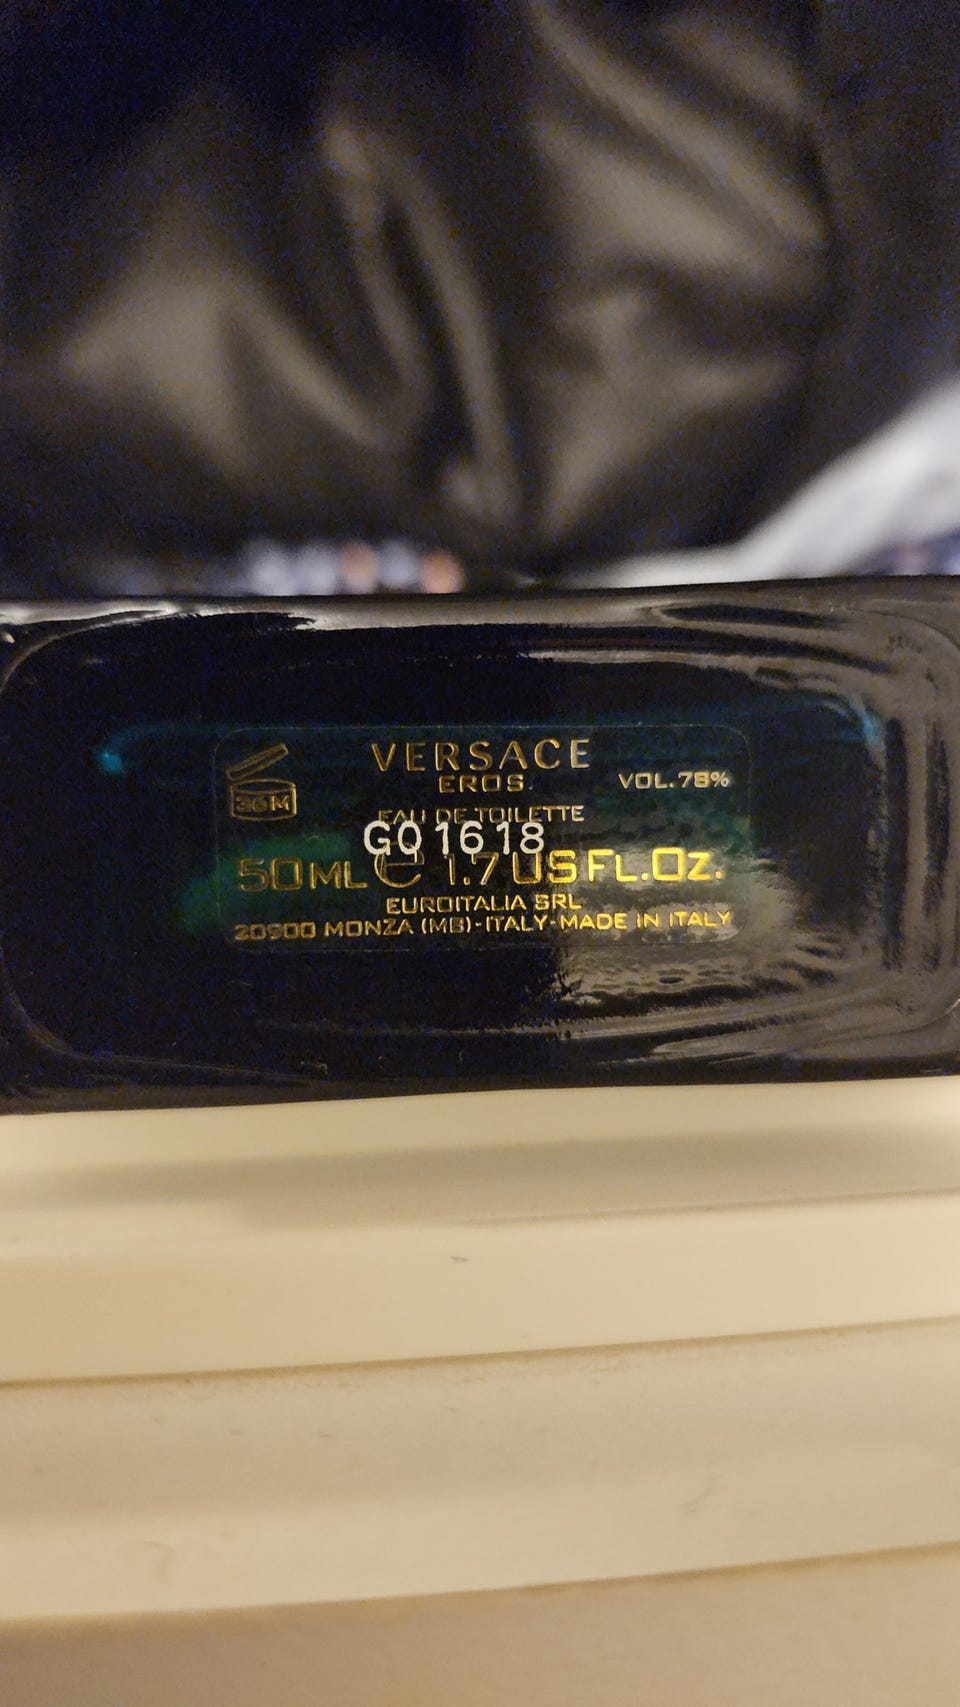 VERSACE
EROS
36M
VOL.78%
EAU DE TOILETTE
GQ1618
50ML e 1.7 US FL.OZ.
EUROITALIA SRL
20900 MONZA (MB)-ITALY-MADE IN ITALY